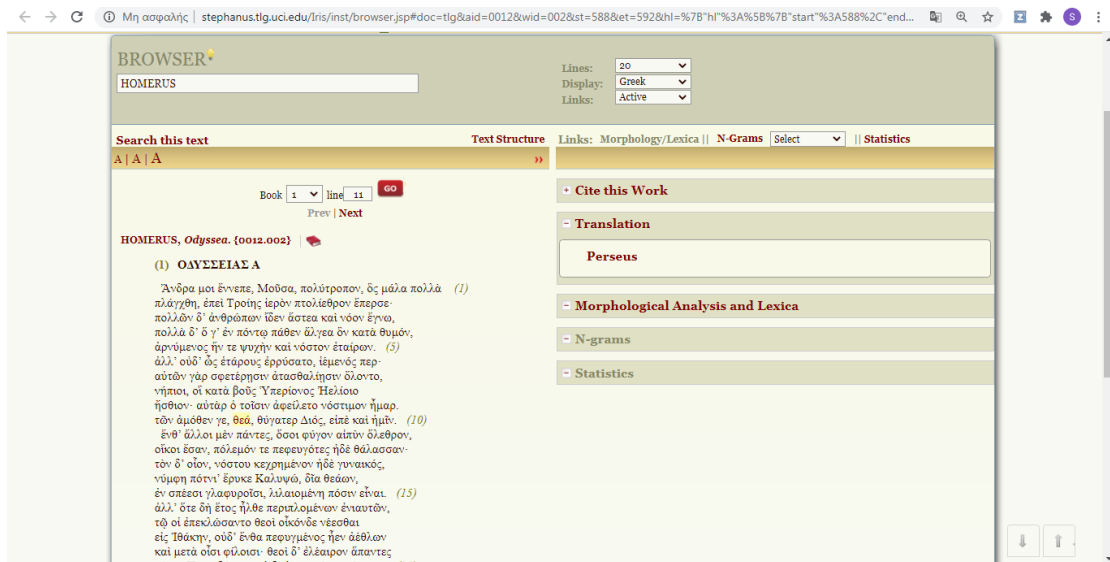 Μη ασφαλής | stephanus.tlg.uci.edu/Iris/inst/browser.jsp#doc=tlg&aid=0012&wid=002&st=588&et=592&hl=%7B"hl"%3A%5B%7B"start"%3A588%2C"end...
BROWSER
HOMERUS
Lines: 20
Display: Greek
Links: Active
Search this text
Text Structure
Links: Morphology/Lexica || N-Grams Select || Statistics
A | A | A »
Book 1 line 11 GO
Prev | Next
HOMERUS, Odyssea. {0012.002} |
(1) ΟΔΥΣΣΕΙΑΣ Α
Ἄνδρα μοι ἔννεπε, Μοῦσα, πολύτροπον, ὃς μάλα πολλὰ (1)
πλάγχθη, ἐπεὶ Τροίης ἱερὸν πτολίεθρον ἔπερσε·
πολλῶν δ' ἀνθρώπων ἴδεν ἄστεα καὶ νόον ἔγνω,
πολλὰ δ' ὅ γ' ἐν πόντῳ πάθεν ἄλγεα ὃν κατὰ θυμόν,
ἀρνύμενος ἥν τε ψυχὴν καὶ νόστον ἑταίρων. (5)
ἀλλ' οὐδ' ὧς ἑτάρους ἐρρύσατο, ἱέμενός περ·
αὐτῶν γὰρ σφετέρῃσιν ἀτασθαλίῃσιν ὄλοντο,
νήπιοι, οἳ κατὰ βοῦς Ὑπερίονος Ἠελίοιο
ἤσθιον· αὐτὰρ ὁ τοῖσιν ἀφείλετο νόστιμον ἦμαρ.
τῶν ἁμόθεν γε, θεά, θύγατερ Διός, εἰπὲ καὶ ἡμῖν. (10)
ἔνθ' ἄλλοι μὲν πάντες, ὅσοι φύγον αἰπὺν ὄλεθρον,
οἴκοι ἔσαν, πόλεμόν τε πεφευγότες ἠδὲ θάλασσαν·
τὸν δ' οἶον, νόστου κεχρημένον ἠδὲ γυναικός,
νύμφη πότνι' ἔρυκε Καλυψώ, δῖα θεάων,
ἐν σπέεσι γλαφυροῖσι, λιλαιομένη πόσιν εἶναι. (15)
ἀλλ' ὅτε δὴ ἔτος ἦλθε περιπλομένων ἐνιαυτῶν,
τῷ οἱ ἐπεκλώσαντο θεοὶ οἶκόνδε νέεσθαι
εἰς Ἰθάκην, οὐδ' ἔνθα πεφυγμένος ἦεν ἀέθλων
καὶ μετὰ οἷσι φίλοισι· θεοὶ δ' ἐλέαιρον ἅπαντες
Cite this Work
Translation
Perseus
Morphological Analysis and Lexica
N-grams
Statistics